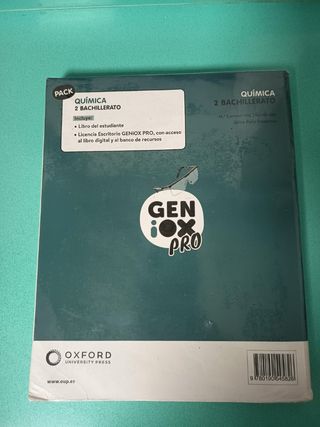 PACK
QUÍMICA
2 BACHILLERATO
Incluye:
• Libro del estudiante
• Licencia Escritorio GENIOX PRO, con acceso
al libro digital y al banco de recursos
QUÍMICA
2 BACHILLERATO
GEN
iOX
PRO
OXFORD
UNIVERSITY PRESS
www.oup.es
9780190545826